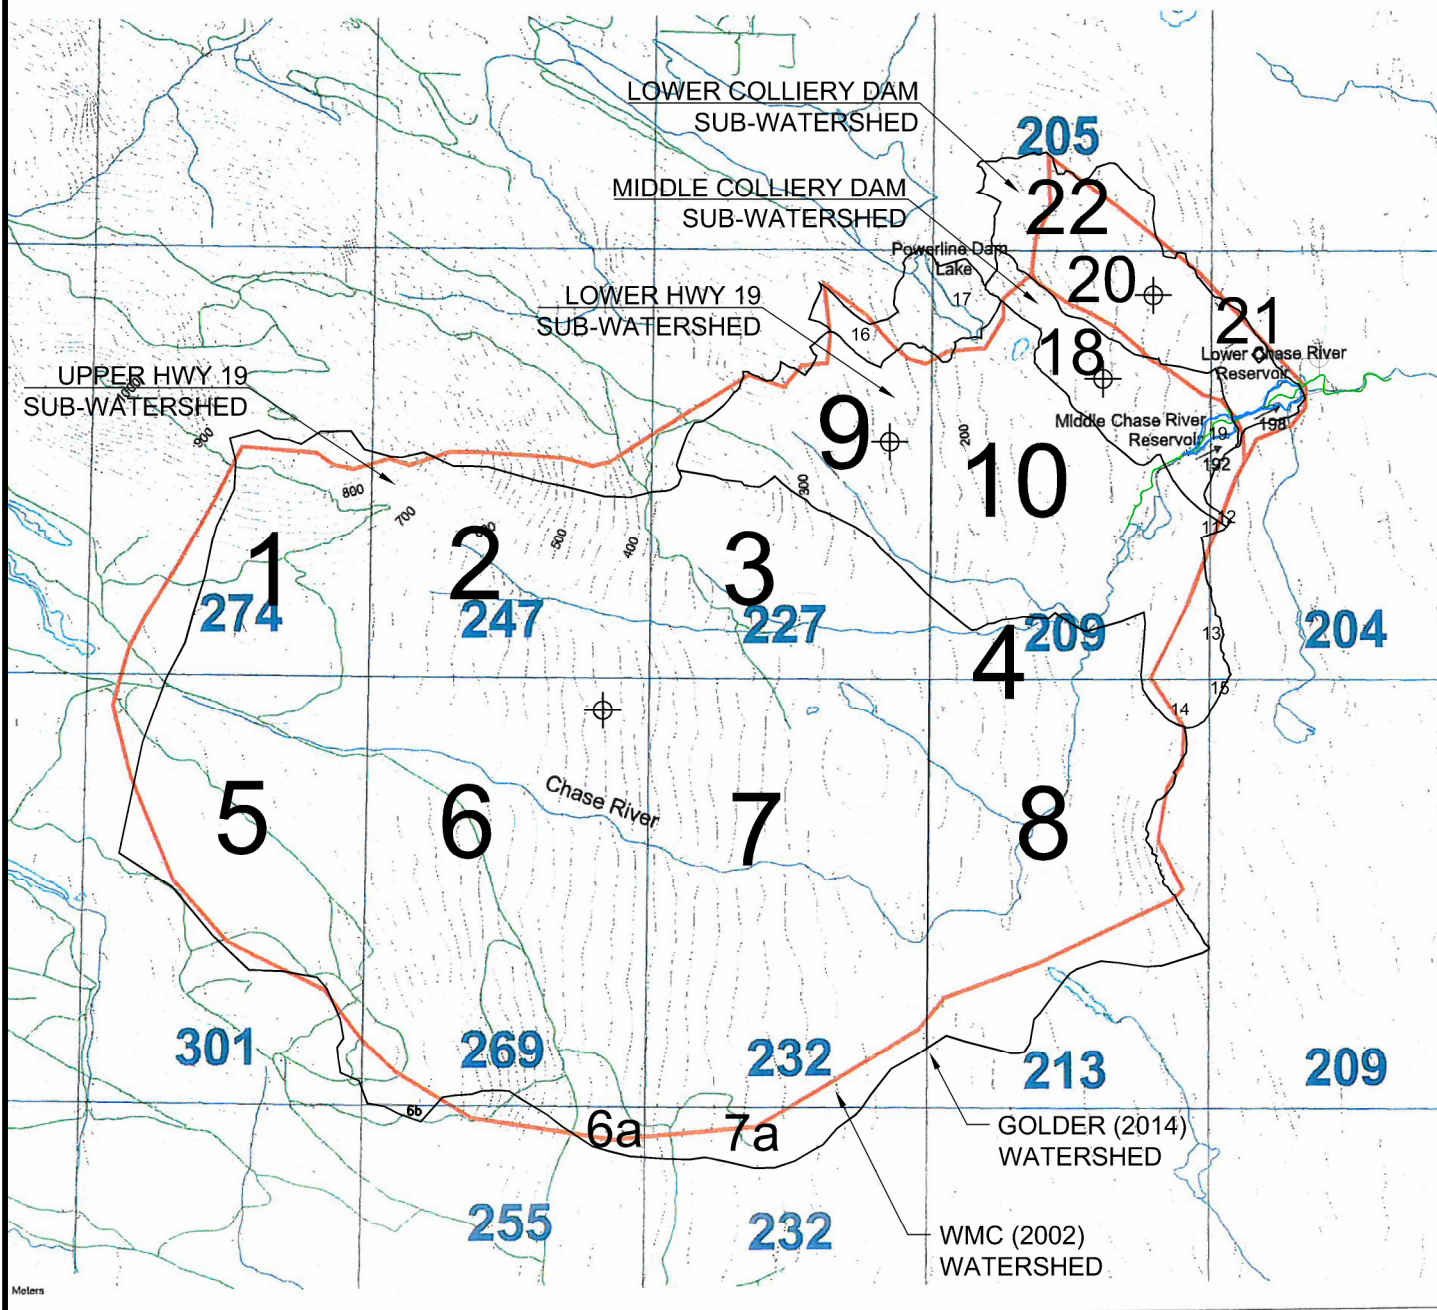 LOWER COLLIERY DAM
SUB-WATERSHED
205
MIDDLE COLLIERY DAM
SUB-WATERSHED
22
Powerline Dam
Lake
20
17
LOWER HWY 19
SUB-WATERSHED
21
16
18
Lower Chase River
Reservoir
UPPER HWY 19
SUB-WATERSHED
1000
900
9
Middle Chase River
Reservoir
19
198
192
200
10
300
800
700
500
400
12
11
1
2
3
274
247
227
209
204
4
13
15
14
Chase River
5
6
7
8
301
269
232
213
209
6b
6a
7a
GOLDER (2014)
WATERSHED
255
232
WMC (2002)
WATERSHED
Meters